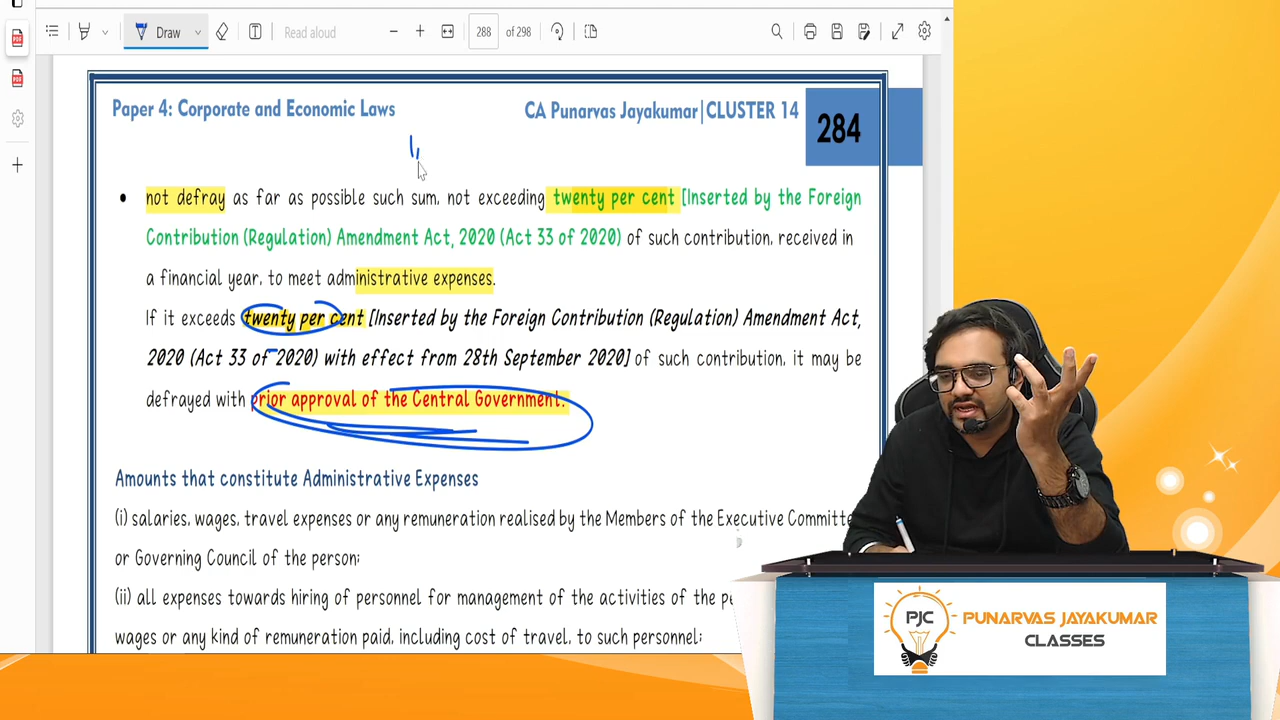 Draw
Read aloud
288
of 298
Paper 4: Corporate and Economic Laws
CA Punarvas Jayakumar|CLUSTER 14
284
• not defray as far as possible such sum, not exceeding twenty per cent [Inserted by the Foreign
Contribution (Regulation) Amendment Act, 2020 (Act 33 of 2020) of such contribution, received in
a financial year, to meet administrative expenses.
If it exceeds twenty per cent [Inserted by the Foreign Contribution (Regulation) Amendment Act,
2020 (Act 33 of 2020) with effect from 28th September 2020] of such contribution, it may be
defrayed with prior approval of the Central Government.
Amounts that constitute Administrative Expenses
(i) salaries, wages, travel expenses or any remuneration realised by the Members of the Executive Committe
or Governing Council of the person;
(ii) all expenses towards hiring of personnel for management of the activities of the pe
wages or any kind of remuneration paid, including cost of travel, to such personnel;
PJC
PUNARVAS JAYAKUMAR
CLASSES